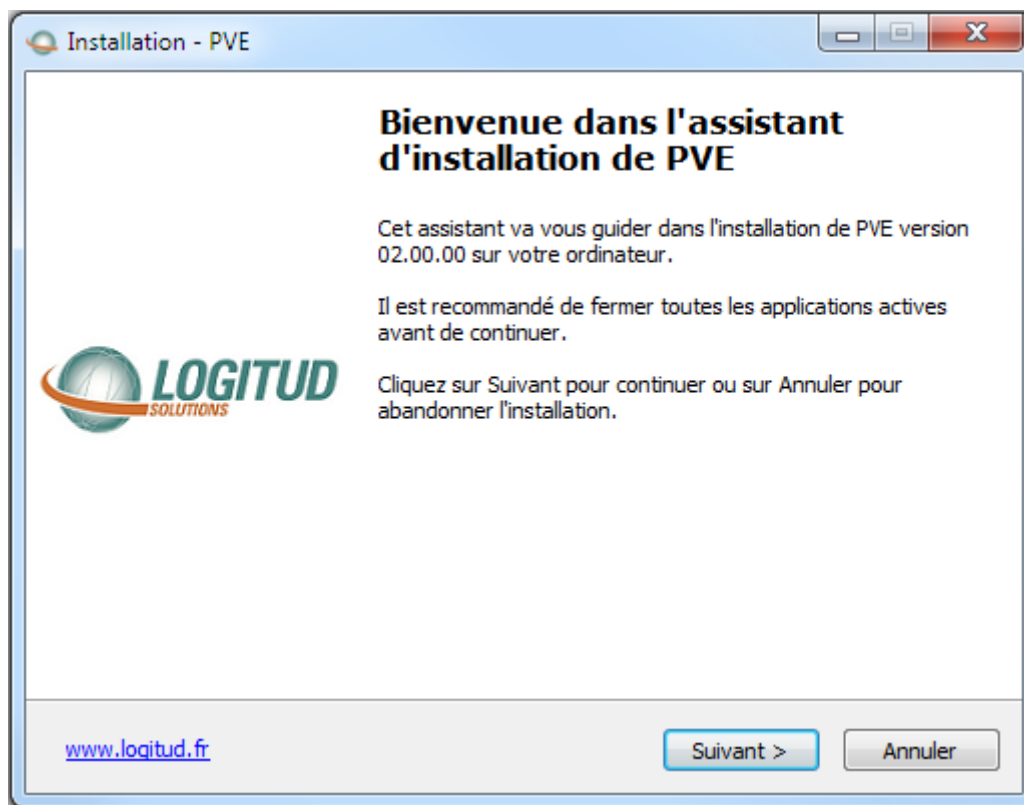 Installation - PVE
Bienvenue dans l'assistant
d'installation de PVE
Cet assistant va vous guider dans l'installation de PVE version
02.00.00 sur votre ordinateur.
Il est recommandé de fermer toutes les applications actives
avant de continuer.
Cliquez sur Suivant pour continuer ou sur Annuler pour
abandonner l'installation.
LOGITUD
SOLUTIONS
www.logitud.fr
Suivant >
Annuler